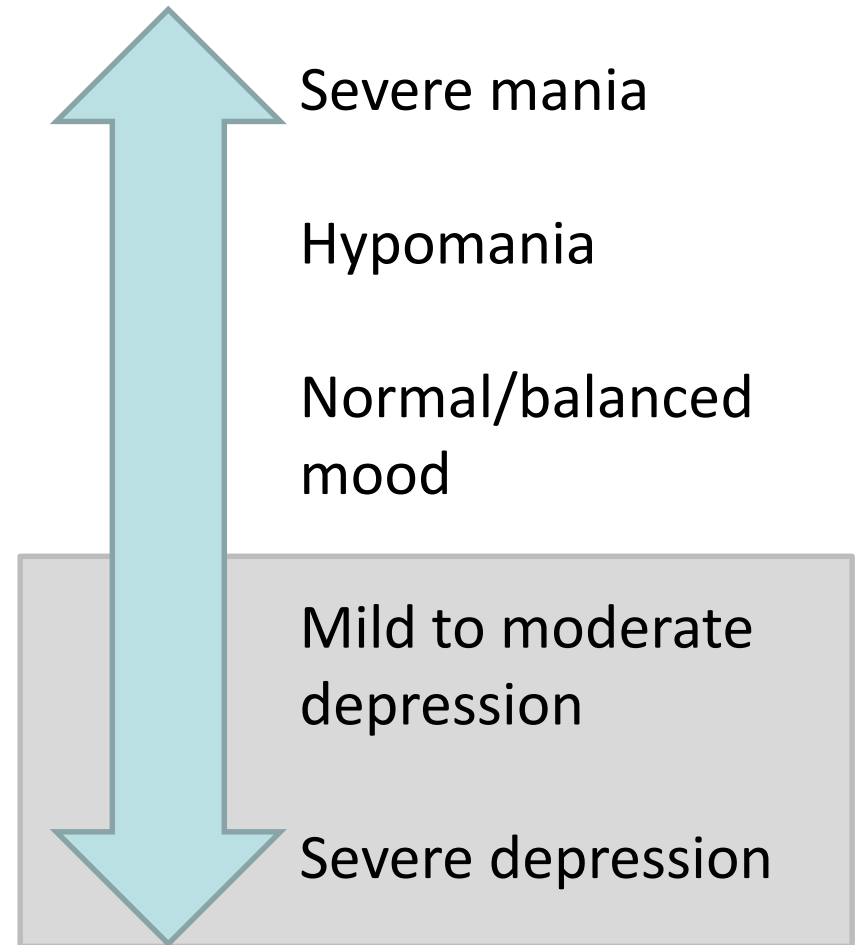 Severe mania
Hypomania
Normal/balanced
mood
Mild to moderate
depression
Severe depression